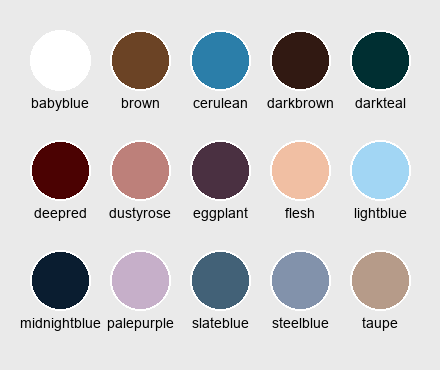 babyblue brown cerulean darkbrown darkteal
deepred dustyrose eggplant flesh lightblue
midnightblue palepurple slateblue steelblue taupe